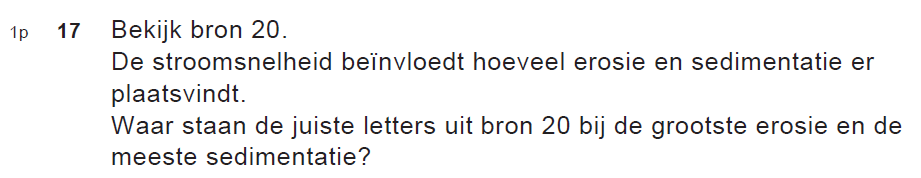 1p 17 Bekijk bron 20.
De stroomsnelheid beïnvloedt hoeveel erosie en sedimentatie er
plaatsvindt.
Waar staan de juiste letters uit bron 20 bij de grootste erosie en de
meeste sedimentatie?